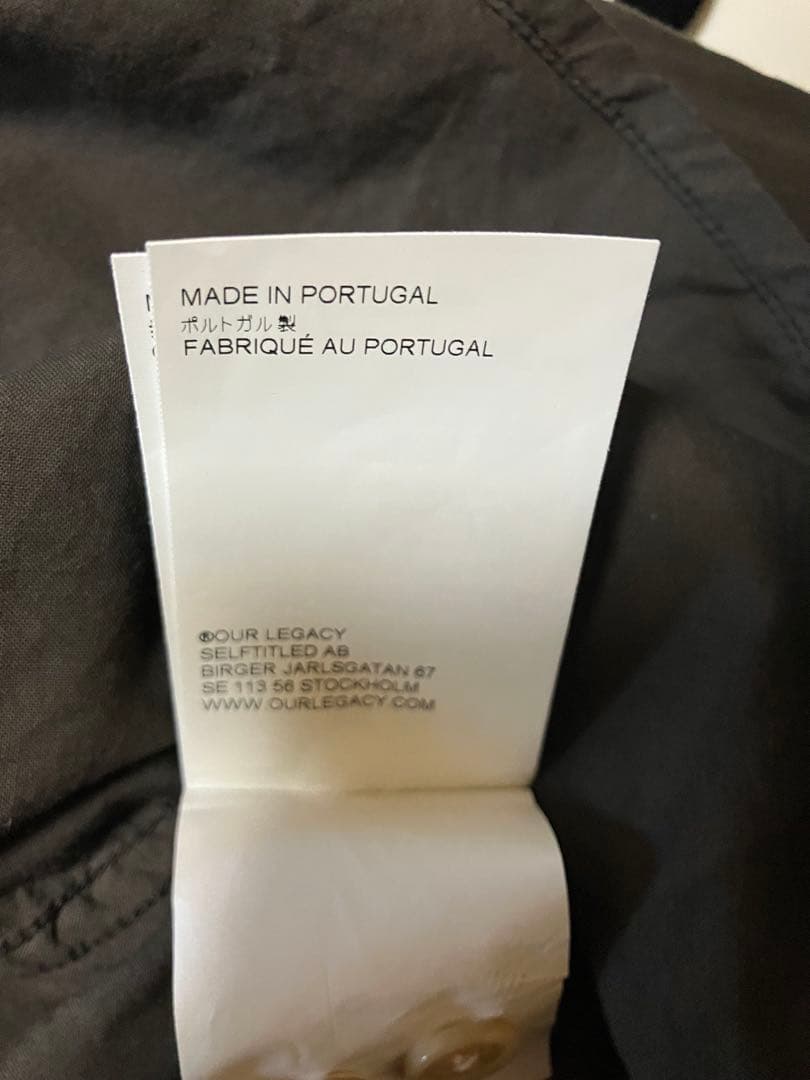 MADE IN PORTUGAL
ポルトガル製
FABRIQUÉ AU PORTUGAL
®OUR LEGACY
SELFTITLED AB
BIRGER JARLSGATAN 67
SE 113 56 STOCKHOLM
WWW.OURLEGACY.COM